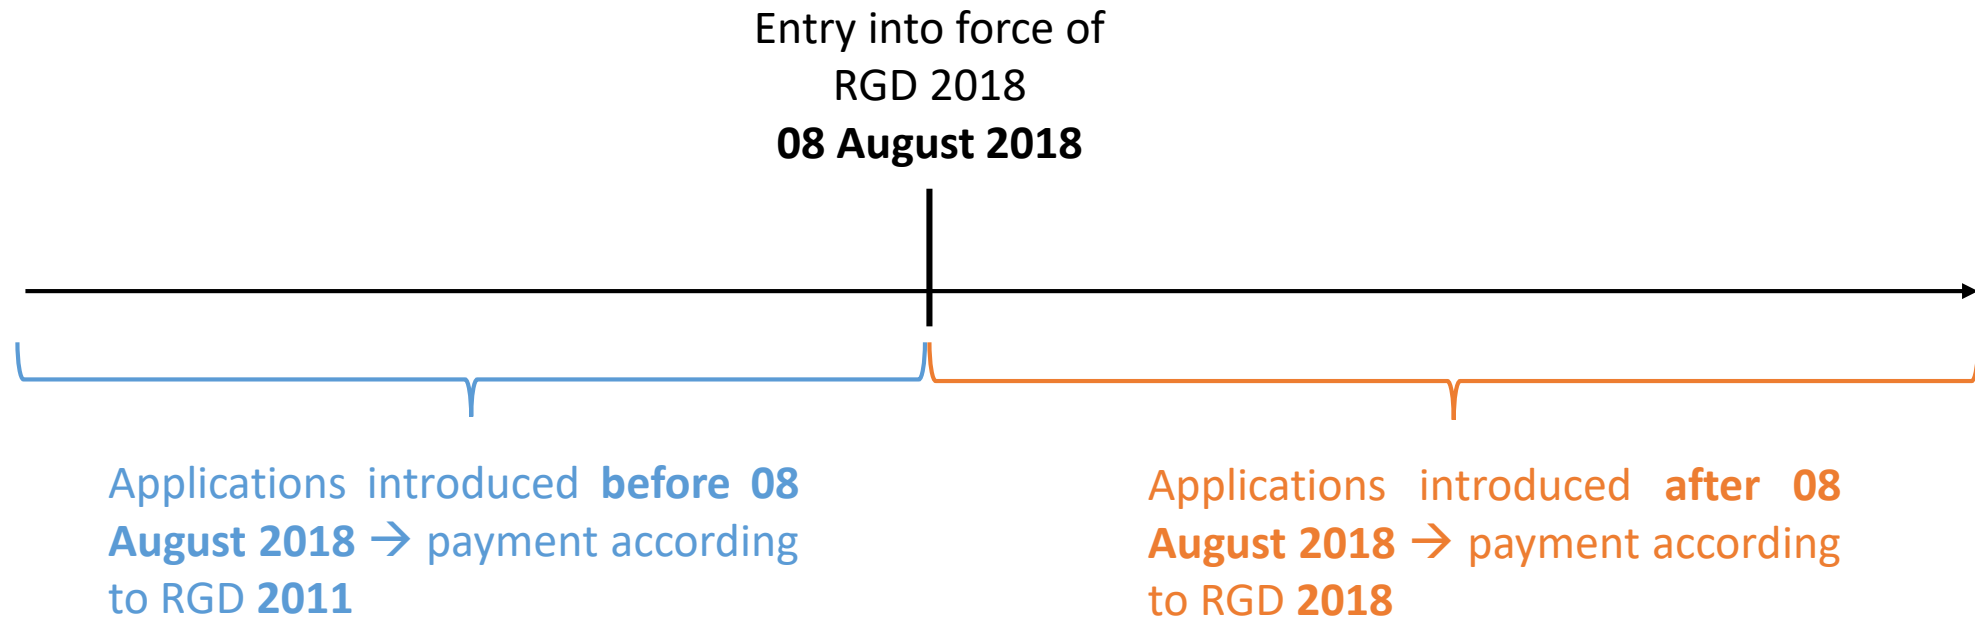 Entry into force of
RGD 2018
08 August 2018
Applications introduced before 08
August 2018 → payment according
to RGD 2011
Applications introduced after 08
August 2018 → payment according
to RGD 2018